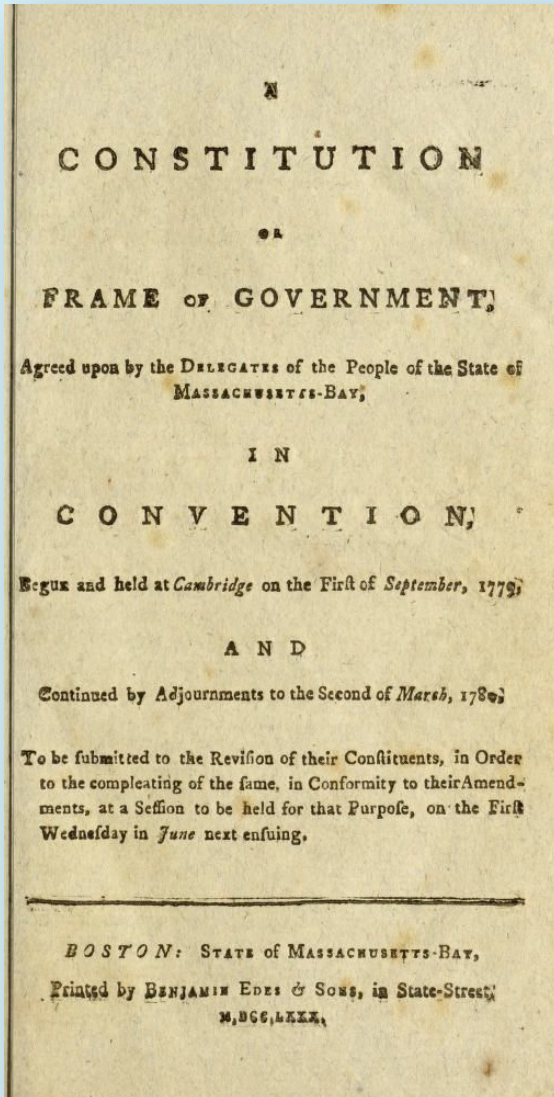 A
CONSTITUTION
OR
FRAME OF GOVERNMENT,
Agreed upon by the DELEGATES of the People of the State of
MASSACHUSETTS-BAY,
IN
CONVENTION,
Begun and held at Cambridge on the Firſt of September, 1779,
AND
Continued by Adjournments to the Second of March, 1780;
To be ſubmitted to the Reviſion of their Conſtituents, in Order
to the compleating of the ſame, in Conformity to their Amend-
ments, at a Seſſion to be held for that Purpoſe, on the Firſt
Wedneſday in June next enſuing.
BOSTON: STATE of MASSACHUSETTS-BAY,
Printed by BENJAMIN EDES & SONS, in State-Street,
M,DCC,LXXX.